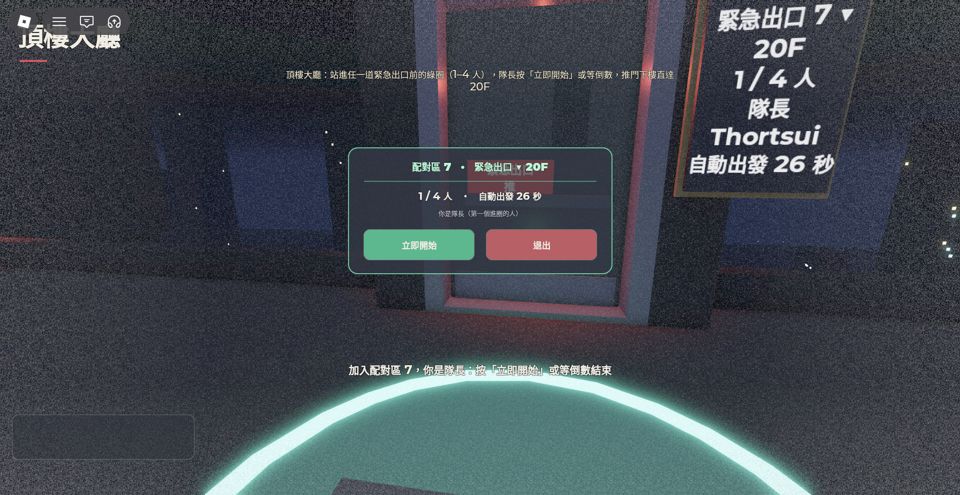 頂樓大廳
頂樓大廳：站進任一道緊急出口前的綠圈（1–4 人），隊長按「立即開始」或等倒數，推門下樓直達
20F
緊急出口 7 ▼
20F
1 / 4 人
隊長
Thortsui
自動出發 26 秒
配對區 7 • 緊急出口 ▼ 20F
1 / 4 人 • 自動出發 26 秒
你是隊長（第一個進圈的人）
立即開始
退出
加入配對區 7，你是隊長：按「立即開始」或等倒數結束